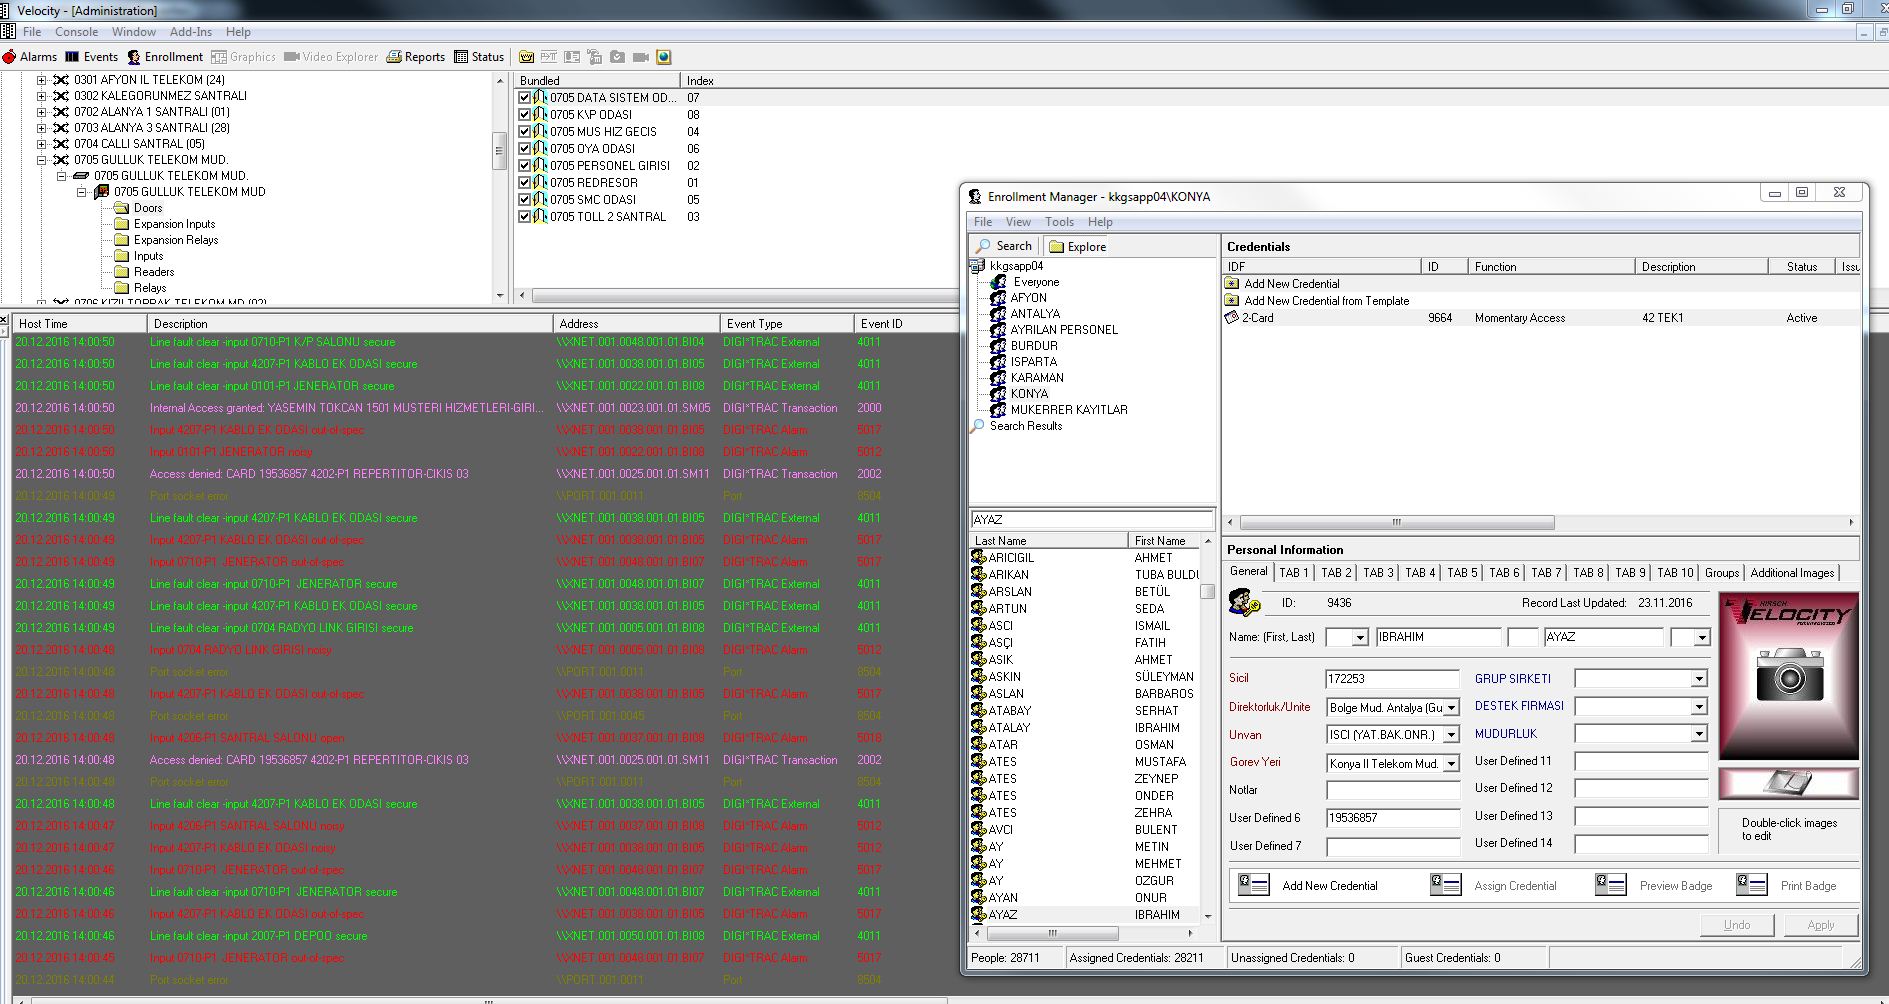 Velocity - [Administration]
File Console Window Add-Ins Help
Alarms Events Enrollment Graphics Video Explorer Reports Status
0301 AFYON IL TELEKOM (24)
0302 KALEGORUNMEZ SANTRALI
0702 ALANYA 1 SANTRALI (01)
0703 ALANYA 3 SANTRALI (28)
0704 CALLI SANTRAL (05)
0705 GULLUK TELEKOM MUD.
0705 GULLUK TELEKOM MUD.
0705 GULLUK TELEKOM MUD
Doors
Expansion Inputs
Expansion Relays
Inputs
Readers
Relays
0706 KIZILTOPRAK TELEKOM MD (02)
Bundled Index
0705 DATA SISTEM OD... 07
0705 K\P ODASI 08
0705 MUS HIZ GECIS 04
0705 OYA ODASI 06
0705 PERSONEL GIRISI 02
0705 REDRESOR 01
0705 SMC ODASI 05
0705 TOLL 2 SANTRAL 03
Host Time Description Address Event Type Event ID
20.12.2016 14:00:50 Line fault clear -input 0710-P1 K/P SALONU secure \\XNET.001.0048.001.01.BI04 DIGI*TRAC External 4011
20.12.2016 14:00:50 Line fault clear -input 4207-P1 KABLO EK ODASI secure \\XNET.001.0038.001.01.BI05 DIGI*TRAC External 4011
20.12.2016 14:00:50 Line fault clear -input 0101-P1 JENERATOR secure \\XNET.001.0022.001.01.BI08 DIGI*TRAC External 4011
20.12.2016 14:00:50 Internal Access granted: YASEMIN TOKCAN 1501 MUSTERI HIZMETLERI-GIRI... \\XNET.001.0023.001.01.SM05 DIGI*TRAC Transaction 2000
20.12.2016 14:00:50 Input 4207-P1 KABLO EK ODASI out-of-spec \\XNET.001.0038.001.01.BI05 DIGI*TRAC Alarm 5017
20.12.2016 14:00:50 Input 0101-P1 JENERATOR noisy \\XNET.001.0022.001.01.BI08 DIGI*TRAC Alarm 5012
20.12.2016 14:00:50 Access denied: CARD 19536857 4202-P1 REPERTITOR-CIKIS 03 \\XNET.001.0025.001.01.SM11 DIGI*TRAC Transaction 2002
20.12.2016 14:00:49 Port socket error \\PORT.001.0011 Port 8504
20.12.2016 14:00:49 Line fault clear -input 4207-P1 KABLO EK ODASI secure \\XNET.001.0038.001.01.BI05 DIGI*TRAC External 4011
20.12.2016 14:00:49 Input 4207-P1 KABLO EK ODASI out-of-spec \\XNET.001.0038.001.01.BI05 DIGI*TRAC Alarm 5017
20.12.2016 14:00:49 Input 0710-P1 JENERATOR out-of-spec \\XNET.001.0048.001.01.BI07 DIGI*TRAC Alarm 5017
20.12.2016 14:00:49 Line fault clear -input 0710-P1 JENERATOR secure \\XNET.001.0048.001.01.BI07 DIGI*TRAC External 4011
20.12.2016 14:00:49 Line fault clear -input 4207-P1 KABLO EK ODASI secure \\XNET.001.0038.001.01.BI05 DIGI*TRAC External 4011
20.12.2016 14:00:49 Line fault clear -input 0704 RADYO LINK GIRISI secure \\XNET.001.0005.001.01.BI08 DIGI*TRAC External 4011
20.12.2016 14:00:49 Input 0704 RADYO LINK GIRISI noisy \\XNET.001.0005.001.01.BI08 DIGI*TRAC Alarm 5012
20.12.2016 14:00:48 Port socket error \\PORT.001.0011 Port 8504
20.12.2016 14:00:48 Input 4207-P1 KABLO EK ODASI out-of-spec \\XNET.001.0038.001.01.BI05 DIGI*TRAC Alarm 5017
20.12.2016 14:00:48 Port socket error \\PORT.001.0045 Port 8504
20.12.2016 14:00:48 Input 4206-P1 SANTRAL SALONU open \\XNET.001.0037.001.01.BI08 DIGI*TRAC Alarm 5018
20.12.2016 14:00:48 Access denied: CARD 19536857 4202-P1 REPERTITOR-CIKIS 03 \\XNET.001.0025.001.01.SM11 DIGI*TRAC Transaction 2002
20.12.2016 14:00:48 Port socket error \\PORT.001.0011 Port 8504
20.12.2016 14:00:48 Line fault clear -input 4207-P1 KABLO EK ODASI secure \\XNET.001.0038.001.01.BI05 DIGI*TRAC External 4011
20.12.2016 14:00:47 Input 4206-P1 SANTRAL SALONU noisy \\XNET.001.0037.001.01.BI08 DIGI*TRAC Alarm 5012
20.12.2016 14:00:47 Input 4207-P1 KABLO EK ODASI noisy \\XNET.001.0038.001.01.BI05 DIGI*TRAC Alarm 5012
20.12.2016 14:00:46 Input 0710-P1 JENERATOR out-of-spec \\XNET.001.0048.001.01.BI07 DIGI*TRAC Alarm 5017
20.12.2016 14:00:46 Line fault clear -input 0710-P1 JENERATOR secure \\XNET.001.0048.001.01.BI07 DIGI*TRAC External 4011
20.12.2016 14:00:46 Input 4207-P1 KABLO EK ODASI out-of-spec \\XNET.001.0038.001.01.BI05 DIGI*TRAC Alarm 5017
20.12.2016 14:00:46 Line fault clear -input 2007-P1 DEPOO secure \\XNET.001.0050.001.01.BI08 DIGI*TRAC External 4011
20.12.2016 14:00:45 Input 0710-P1 JENERATOR out-of-spec \\XNET.001.0048.001.01.BI07 DIGI*TRAC Alarm 5017
20.12.2016 14:00:44 Port socket error \\PORT.001.0011 Port 8504
Enrollment Manager - kkgsapp04\KONYA
File View Tools Help
Search Explore
kkgsapp04
Everyone
AFYON
ANTALYA
AYRILAN PERSONEL
BURDUR
ISPARTA
KARAMAN
KONYA
MUKERRER KAYITLAR
Search Results
AYAZ
Last Name First Name
ARICIGIL AHMET
ARIKAN TUBA BULDU
ARSLAN BETÜL
ARTUN SEDA
ASCI ISMAIL
ASÇI FATIH
ASIK AHMET
ASKIN SÜLEYMAN
ASLAN BARBAROS
ATABAY SERHAT
ATALAY IBRAHIM
ATAR OSMAN
ATES MUSTAFA
ATES ZEYNEP
ATES ONDER
ATES ZEHRA
AVCI BULENT
AY METIN
AY MEHMET
AY OZGUR
AYAN ONUR
AYAZ IBRAHIM
Credentials
IDF ID Function Description Status Issu
Add New Credential
Add New Credential from Template
2-Card 9664 Momentary Access 42 TEK1 Active
Personal Information
General TAB 1 TAB 2 TAB 3 TAB 4 TAB 5 TAB 6 TAB 7 TAB 8 TAB 9 TAB 10 Groups Additional Images
ID: 9436 Record Last Updated: 23.11.2016
Name: (First, Last) IBRAHIM AYAZ
Sicil 172253 GRUP SIRKETI
Direktorluk/Unite Bolge Mud. Antalya (Gu DESTEK FIRMASI
Unvan ISCI (YAT.BAK.ONR.) MUDURLUK
Gorev Yeri Konya Il Telekom Mud. User Defined 11
Notlar User Defined 12
User Defined 6 19536857 User Defined 13
User Defined 7 User Defined 14
HIRSCH
VELOCITY
Double-click images
to edit
Add New Credential Assign Credential Preview Badge Print Badge
Undo Apply
People: 28711 Assigned Credentials: 28211 Unassigned Credentials: 0 Guest Credentials: 0